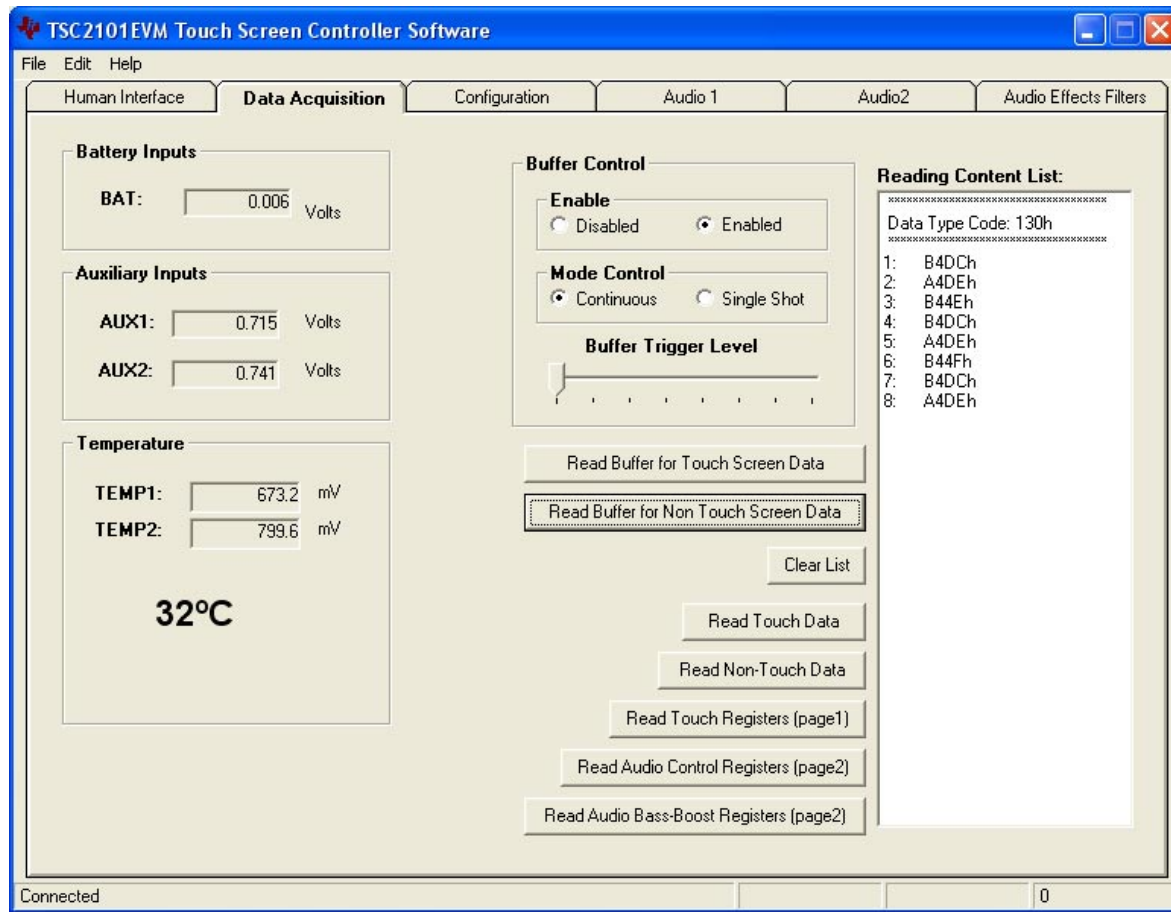 TSC2101EVM Touch Screen Controller Software
File Edit Help
Human Interface Data Acquisition Configuration Audio 1 Audio2 Audio Effects Filters
Battery Inputs
BAT: 0.006 Volts
Auxiliary Inputs
AUX1: 0.715 Volts
AUX2: 0.741 Volts
Temperature
TEMP1: 673.2 mV
TEMP2: 799.6 mV
32ºC
Buffer Control
Enable
Disabled Enabled
Mode Control
Continuous Single Shot
Buffer Trigger Level
Read Buffer for Touch Screen Data
Read Buffer for Non Touch Screen Data
Clear List
Read Touch Data
Read Non-Touch Data
Read Touch Registers (page1)
Read Audio Control Registers (page2)
Read Audio Bass-Boost Registers (page2)
Reading Content List:
************************************
Data Type Code: 130h
************************************
1: B4DCh
2: A4DEh
3: B44Eh
4: B4DCh
5: A4DEh
6: B44Fh
7: B4DCh
8: A4DEh
Connected 0